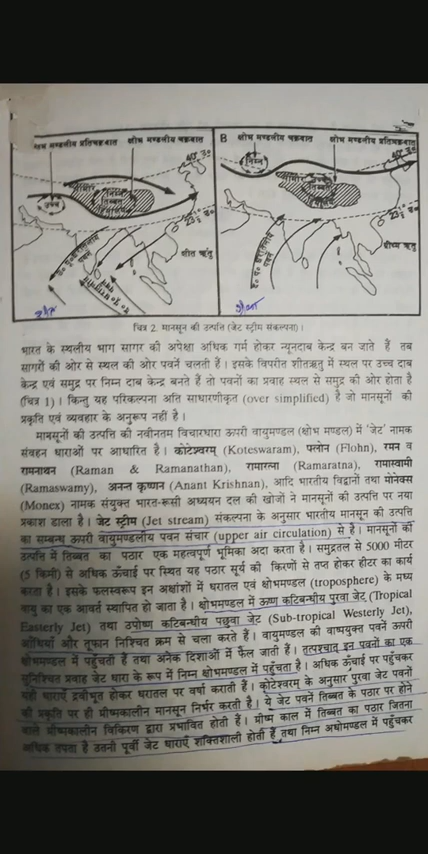 क्षोभ मण्डलीय प्रतिचक्रवात क्षोभ मण्डलीय चक्रवात
B क्षोभ मण्डलीय चक्रवात क्षोभ मण्डलीय प्रतिचक्रवात
निम्न
तिब्बत
उच्च
तिब्बत
शीत ऋतु
ग्रीष्म ऋतु
चित्र 2. मानसून की उत्पति (जेट स्ट्रीम संकल्पना)।
भारत के स्थलीय भाग सागर की अपेक्षा अधिक गर्म होकर न्यूनदाब केन्द्र बन जाते हैं तब
सागरों की ओर से स्थल की ओर पवनें चलती हैं। इसके विपरीत शीतऋतु में स्थल पर उच्च दाब
केन्द्र एवं समुद्र पर निम्न दाब केन्द्र बनते हैं तो पवनों का प्रवाह स्थल से समुद्र की ओर होता है
(चित्र 1)। किन्तु यह परिकल्पना अति साधारणीकृत (over simplified) है जो मानसूनों की
प्रकृति एवं व्यवहार के अनुरूप नहीं है।
मानसूनों की उत्पति की नवीनतम विचारधारा ऊपरी वायुमण्डल (क्षोभ मण्डल) में 'जेट' नामक
संवहन धाराओं पर आधारित है। कोटेश्वरम् (Koteswaram), फ्लोन (Flohn), रमन व
रामनाथन (Raman & Ramanathan), रामारत्ना (Ramaratna), रामास्वामी
(Ramaswamy), अनन्त कृष्णन (Anant Krishnan), आदि भारतीय विद्वानों तथा मोनेक्स
(Monex) नामक संयुक्त भारत-रूसी अध्ययन दल की खोजों ने मानसूनों की उत्पति पर नया
प्रकाश डाला है। जेट स्ट्रीम (Jet stream) संकल्पना के अनुसार भारतीय मानसून की उत्पति
का सम्बन्ध ऊपरी वायुमण्डलीय पवन संचार (upper air circulation) से है। मानसूनों की
उत्पति में तिब्बत का पठार एक महत्वपूर्ण भूमिका अदा करता है। समुद्रतल से 5000 मीटर
(5 किमी) से अधिक ऊँचाई पर स्थित यह पठार सूर्य की किरणों से तप्त होकर हीटर का कार्य
करता है। इसके फलस्वरूप इन अक्षांशों में धरातल एवं क्षोभमण्डल (troposphere) के मध्य
वायु का एक आवर्त स्थापित हो जाता है। क्षोभमण्डल में ऊष्ण कटिबन्धीय पुरवा जेट (Tropical
Easterly Jet) तथा उपोष्ण कटिबन्धीय पछुवा जेट (Sub-tropical Westerly Jet),
आँधियाँ और तूफान निश्चित क्रम से चला करते हैं। वायुमण्डल की वाष्पयुक्त पवनें ऊपरी
क्षोभमण्डल में पहुँचती हैं तथा अनेक दिशाओं में फैल जाती हैं। तत्पश्चात् इन पवनों का एक
सुनिश्चित प्रवाह जेट धारा के रूप में निम्न क्षोभमण्डल में पहुँचता है। अधिक ऊँचाई पर पहुँचकर
यही धाराएँ द्रवीभूत होकर धरातल पर वर्षा कराती हैं। कोटेश्वरम् के अनुसार पुरवा जेट पवनों
की प्रकृति पर ही ग्रीष्मकालीन मानसून निर्भर करती है। ये जेट पवनें तिब्बत के पठार पर होने
वाले ग्रीष्मकालीन विकिरण द्वारा प्रभावित होती हैं। ग्रीष्म काल में तिब्बत का पठार जितना
अधिक तपता है उतनी पूर्वी जेट धाराएँ शक्तिशाली होती हैं तथा निम्न अधोमण्डल में पहुँचकर